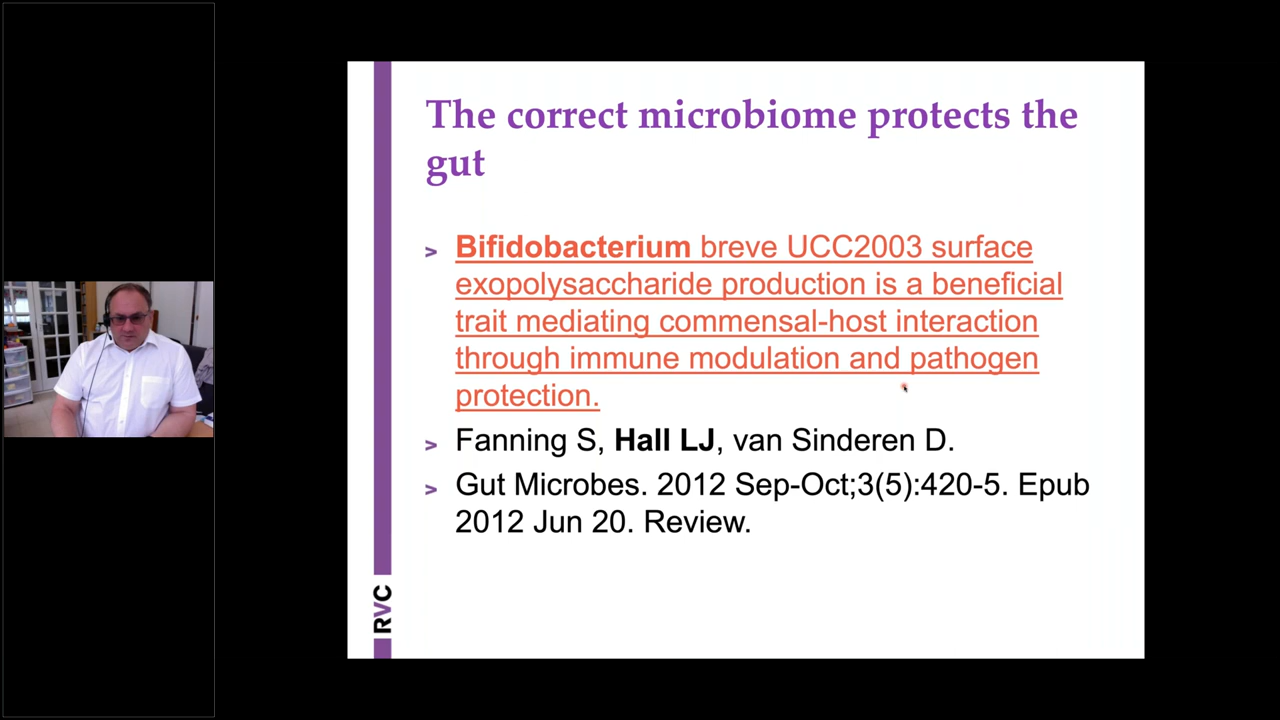 The correct microbiome protects the
gut
> Bifidobacterium breve UCC2003 surface
exopolysaccharide production is a beneficial
trait mediating commensal-host interaction
through immune modulation and pathogen
protection.
> Fanning S, Hall LJ, van Sinderen D.
> Gut Microbes. 2012 Sep-Oct;3(5):420-5. Epub
2012 Jun 20. Review.
RVC